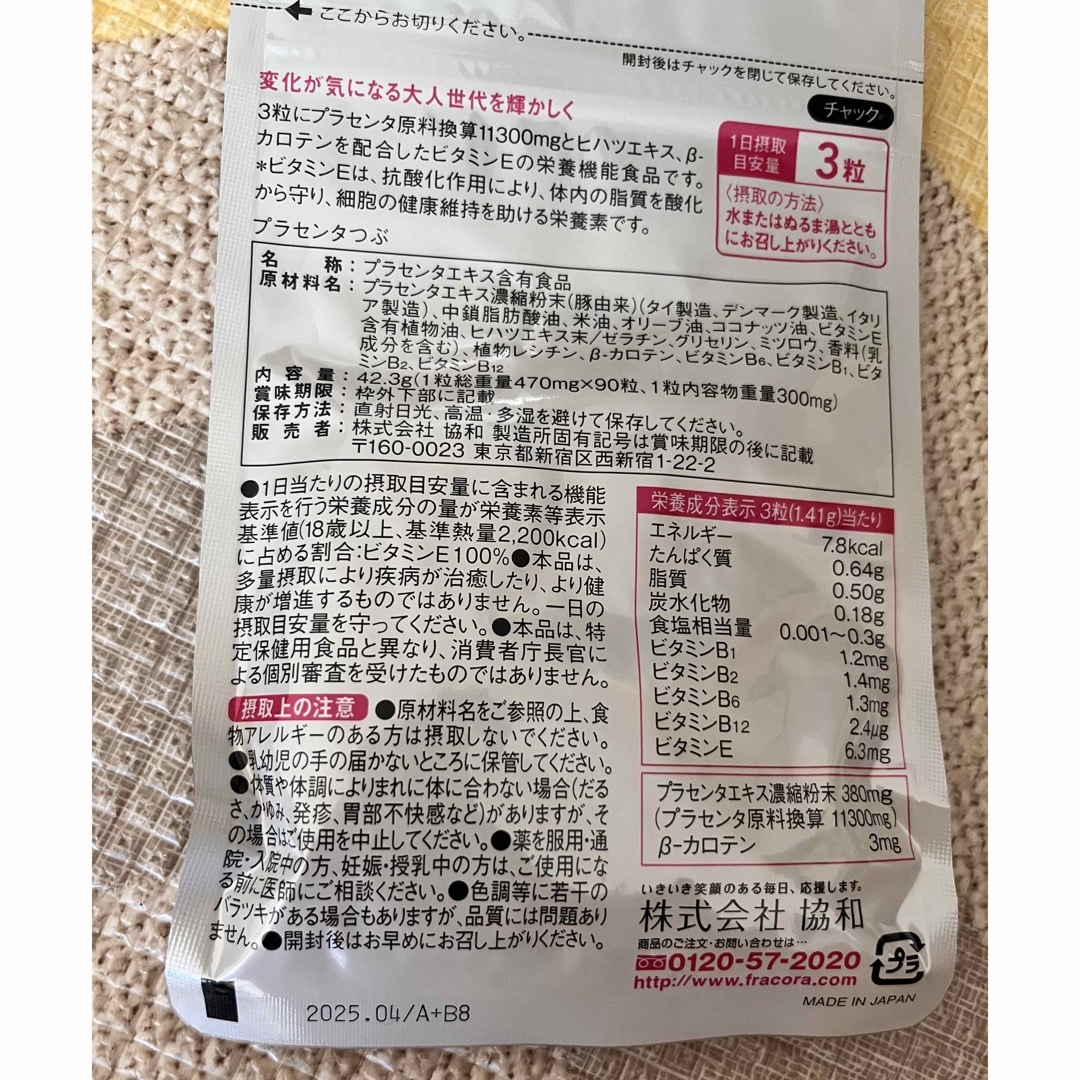 ここからお切りください。
開封後はチャックを閉じて保存してください。
チャック
変化が気になる大人世代を輝かしく
3粒にプラセンタ原料換算11300mgとヒハツエキス、β-
カロテンを配合したビタミンEの栄養機能食品です。
*ビタミンEは、抗酸化作用により、体内の脂質を酸化
から守り、細胞の健康維持を助ける栄養素です。
1日摂取
目安量
3粒
〈摂取の方法〉
水またはぬるま湯ととも
にお召し上がりください。
プラセンタつぶ
名称:プラセンタエキス含有食品
原材料名:プラセンタエキス濃縮粉末(豚由来)(タイ製造、デンマーク製造、イタリ
ア製造)、中鎖脂肪酸油、米油、オリーブ油、ココナッツ油、ビタミンE
含有植物油、ヒハツエキス末/ゼラチン、グリセリン、ミツロウ、香料(乳
成分を含む)、植物レシチン、β-カロテン、ビタミンB6、ビタミンB1、ビタ
ミンB2、ビタミンB12
内容量:42.3g(1粒総重量470mg×90粒、1粒内容物重量300mg)
賞味期限:枠外下部に記載
保存方法:直射日光、高温・多湿を避けて保存してください。
販売者:株式会社 協和 製造所固有記号は賞味期限の後に記載
〒160-0023 東京都新宿区西新宿1-22-2
●1日当たりの摂取目安量に含まれる機能
表示を行う栄養成分の量が栄養素等表示
基準値(18歳以上、基準熱量2,200kcal)
に占める割合:ビタミンE100%●本品は、
多量摂取により疾病が治癒したり、より健
康が増進するものではありません。一日の
摂取目安量を守ってください。●本品は、特
定保健用食品と異なり、消費者庁長官に
よる個別審査を受けたものではありません。
摂取上の注意 ●原材料名をご参照の上、食
物アレルギーのある方は摂取しないでください。
●乳幼児の手の届かないところに保管してください。
●体質や体調によりまれに体に合わない場合(だる
さ、かゆみ、発疹、胃部不快感など)がありますが、そ
の場合はご使用を中止してください。●薬を服用・通
院・入院中の方、妊娠・授乳中の方は、ご使用にな
る前に医師にご相談ください。●色調等に若干の
バラツキがある場合もありますが、品質には問題あり
ません。●開封後はお早めにお召し上がりください。
栄養成分表示 3粒(1.41g)当たり
エネルギー 7.8kcal
たんぱく質 0.64g
脂質 0.50g
炭水化物 0.18g
食塩相当量 0.001~0.3g
ビタミンB1 1.2mg
ビタミンB2 1.4mg
ビタミンB6 1.3mg
ビタミンB12 2.4μg
ビタミンE 6.3mg
プラセンタエキス濃縮粉末 380mg
(プラセンタ原料換算 11300mg)
β-カロテン 3mg
いきいき笑顔のある毎日、応援します。
株式会社 協和
商品のご注文・お問い合わせは…
0120-57-2020
http://www.fracora.com
プラ
MADE IN JAPAN
2025.04/A+B8